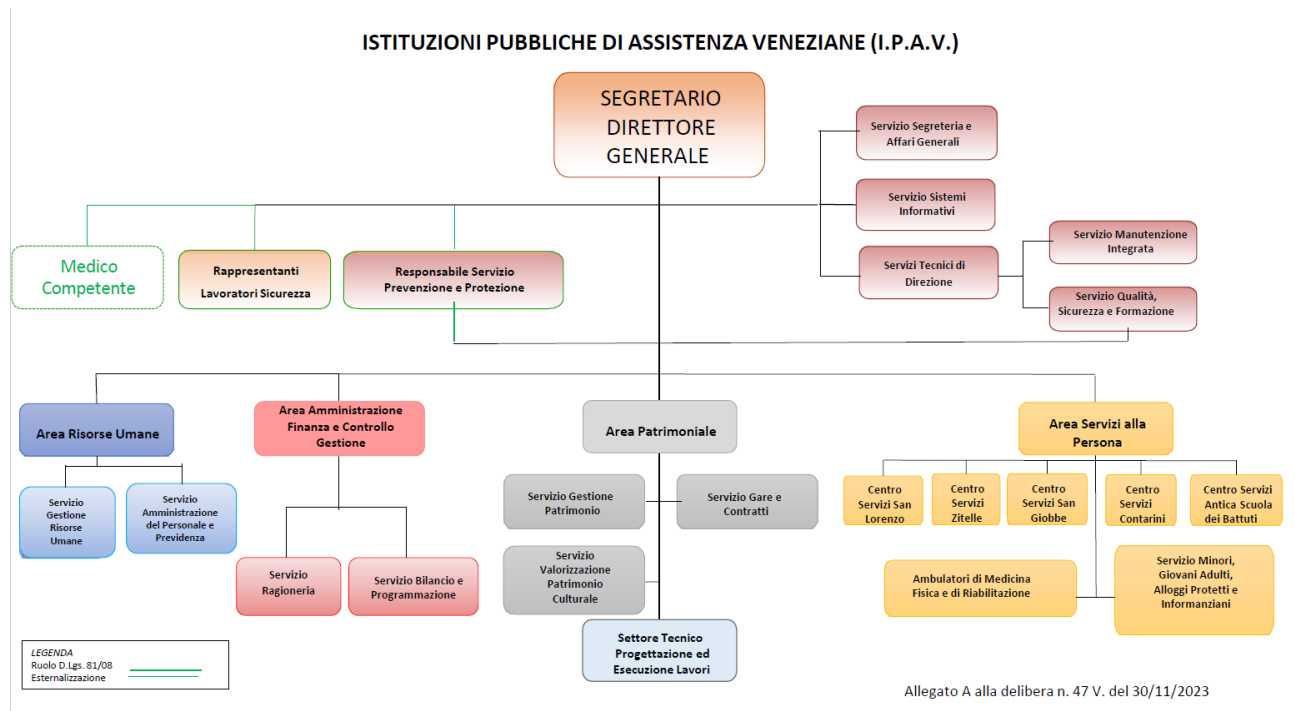 ISTITUZIONI PUBBLICHE DI ASSISTENZA VENEZIANE (I.P.A.V.)
SEGRETARIO
DIRETTORE
GENERALE
Servizio Segreteria e
Affari Generali
Servizio Sistemi
Informativi
Servizi Tecnici di
Direzione
Servizio Manutenzione
Integrata
Servizio Qualità,
Sicurezza e Formazione
Medico
Competente
Rappresentanti
Lavoratori Sicurezza
Responsabile Servizio
Prevenzione e Protezione
Area Risorse Umane
Area Amministrazione
Finanza e Controllo
Gestione
Area Patrimoniale
Area Servizi alla
Persona
Servizio
Gestione
Risorse
Umane
Servizio
Amministrazione
del Personale e
Previdenza
Servizio
Ragioneria
Servizio Bilancio e
Programmazione
Servizio Gestione
Patrimonio
Servizio Gare e
Contratti
Servizio
Valorizzazione
Patrimonio
Culturale
Settore Tecnico
Progettazione ed
Esecuzione Lavori
Centro
Servizi San
Lorenzo
Centro
Servizi
Zitelle
Centro
Servizi San
Giobbe
Centro
Servizi
Contarini
Centro Servizi
Antica Scuola
dei Battuti
Ambulatori di Medicina
Fisica e di Riabilitazione
Servizio Minori,
Giovani Adulti,
Alloggi Protetti e
Informanziani
LEGENDA
Ruolo D.Lgs. 81/08
Esternalizzazione
Allegato A alla delibera n. 47 V. del 30/11/2023